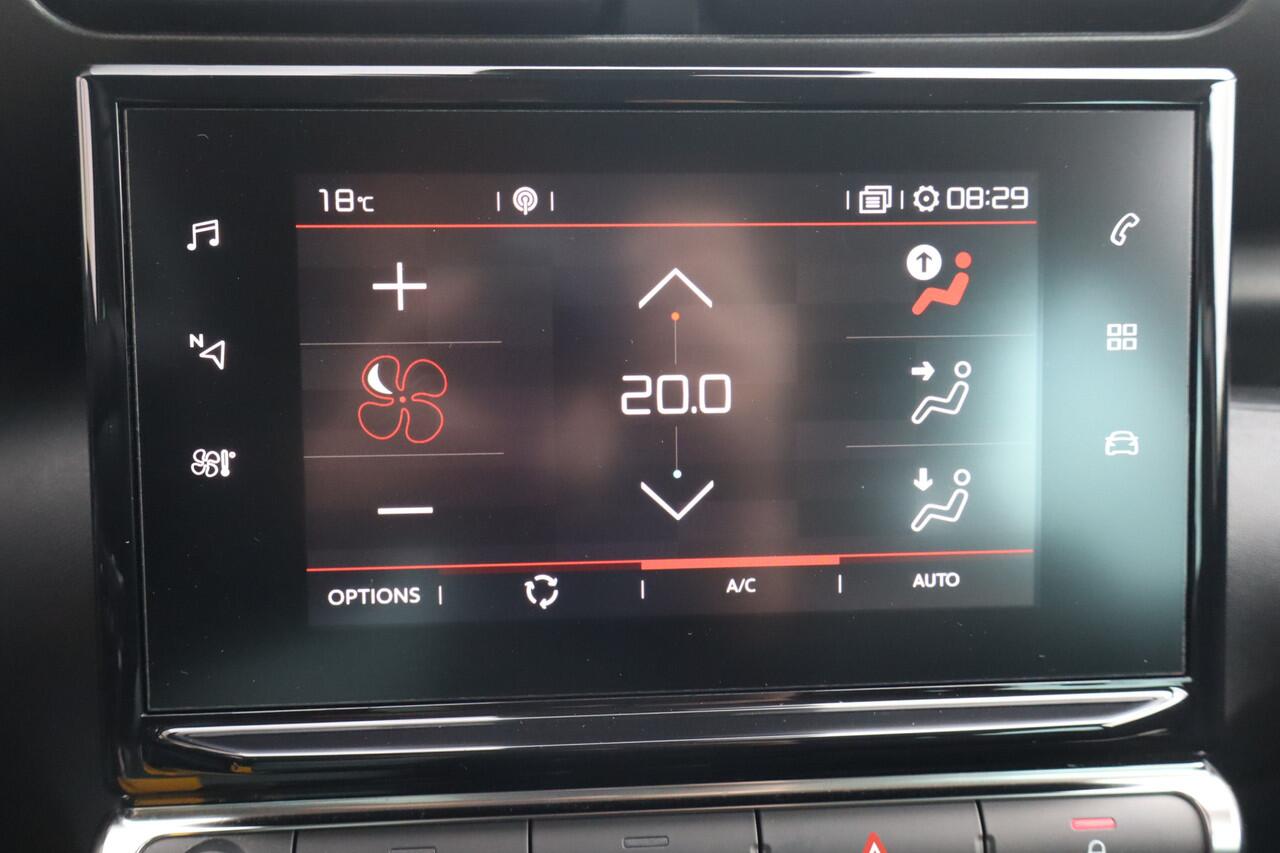 18°C 08:29
N
20.0
OPTIONS A/C AUTO